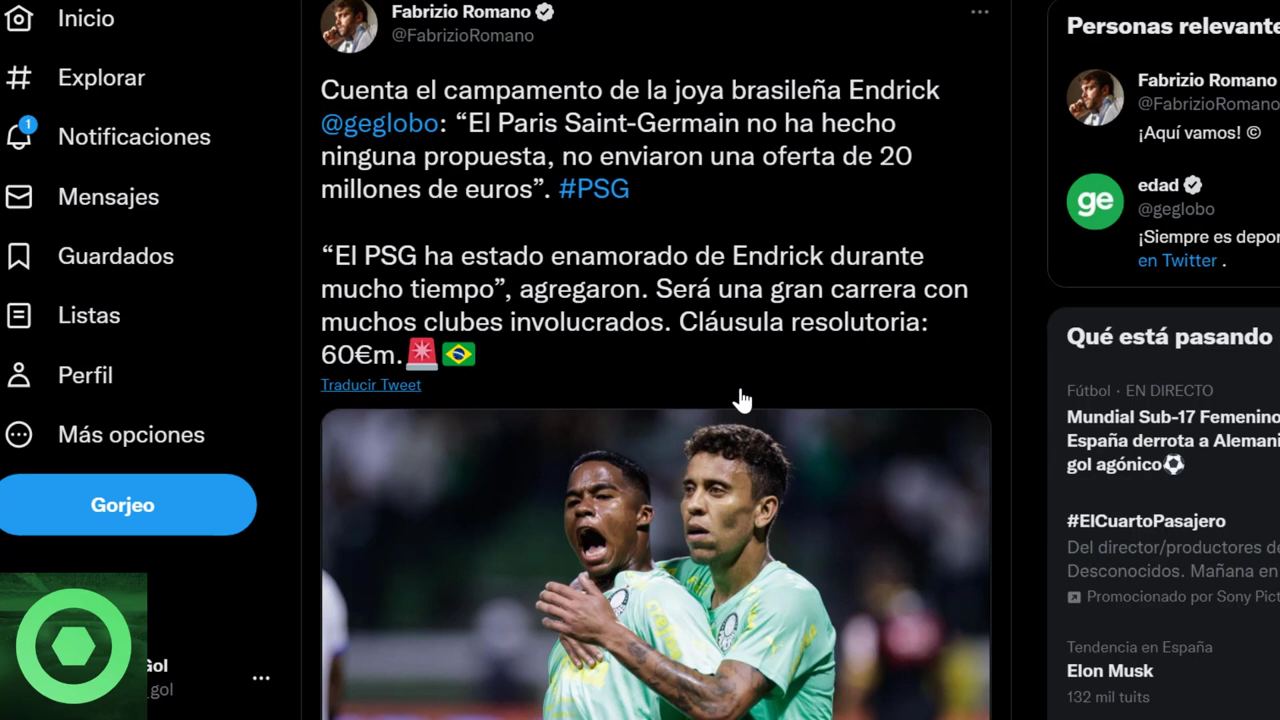 Inicio
Explorar
1
Notificaciones
Mensajes
Guardados
Listas
Perfil
Más opciones
Gorjeo
Gol
_gol
Fabrizio Romano
@FabrizioRomano
Cuenta el campamento de la joya brasileña Endrick
@geglobo: “El Paris Saint-Germain no ha hecho
ninguna propuesta, no enviaron una oferta de 20
millones de euros”. #PSG
“El PSG ha estado enamorado de Endrick durante
mucho tiempo”, agregaron. Será una gran carrera con
muchos clubes involucrados. Cláusula resolutoria:
60€m.🚨🇧🇷
Traducir Tweet
Personas relevante
Fabrizio Romano
@FabrizioRomano
¡Aquí vamos! ©
ge
edad
@geglobo
¡Siempre es depor
en Twitter .
Qué está pasando
Fútbol · EN DIRECTO
Mundial Sub-17 Femenino
España derrota a Alemani
gol agónico⚽
#ElCuartoPasajero
Del director/productores de
Desconocidos. Mañana en
Promocionado por Sony Pict
Tendencia en España
Elon Musk
132 mil tuits